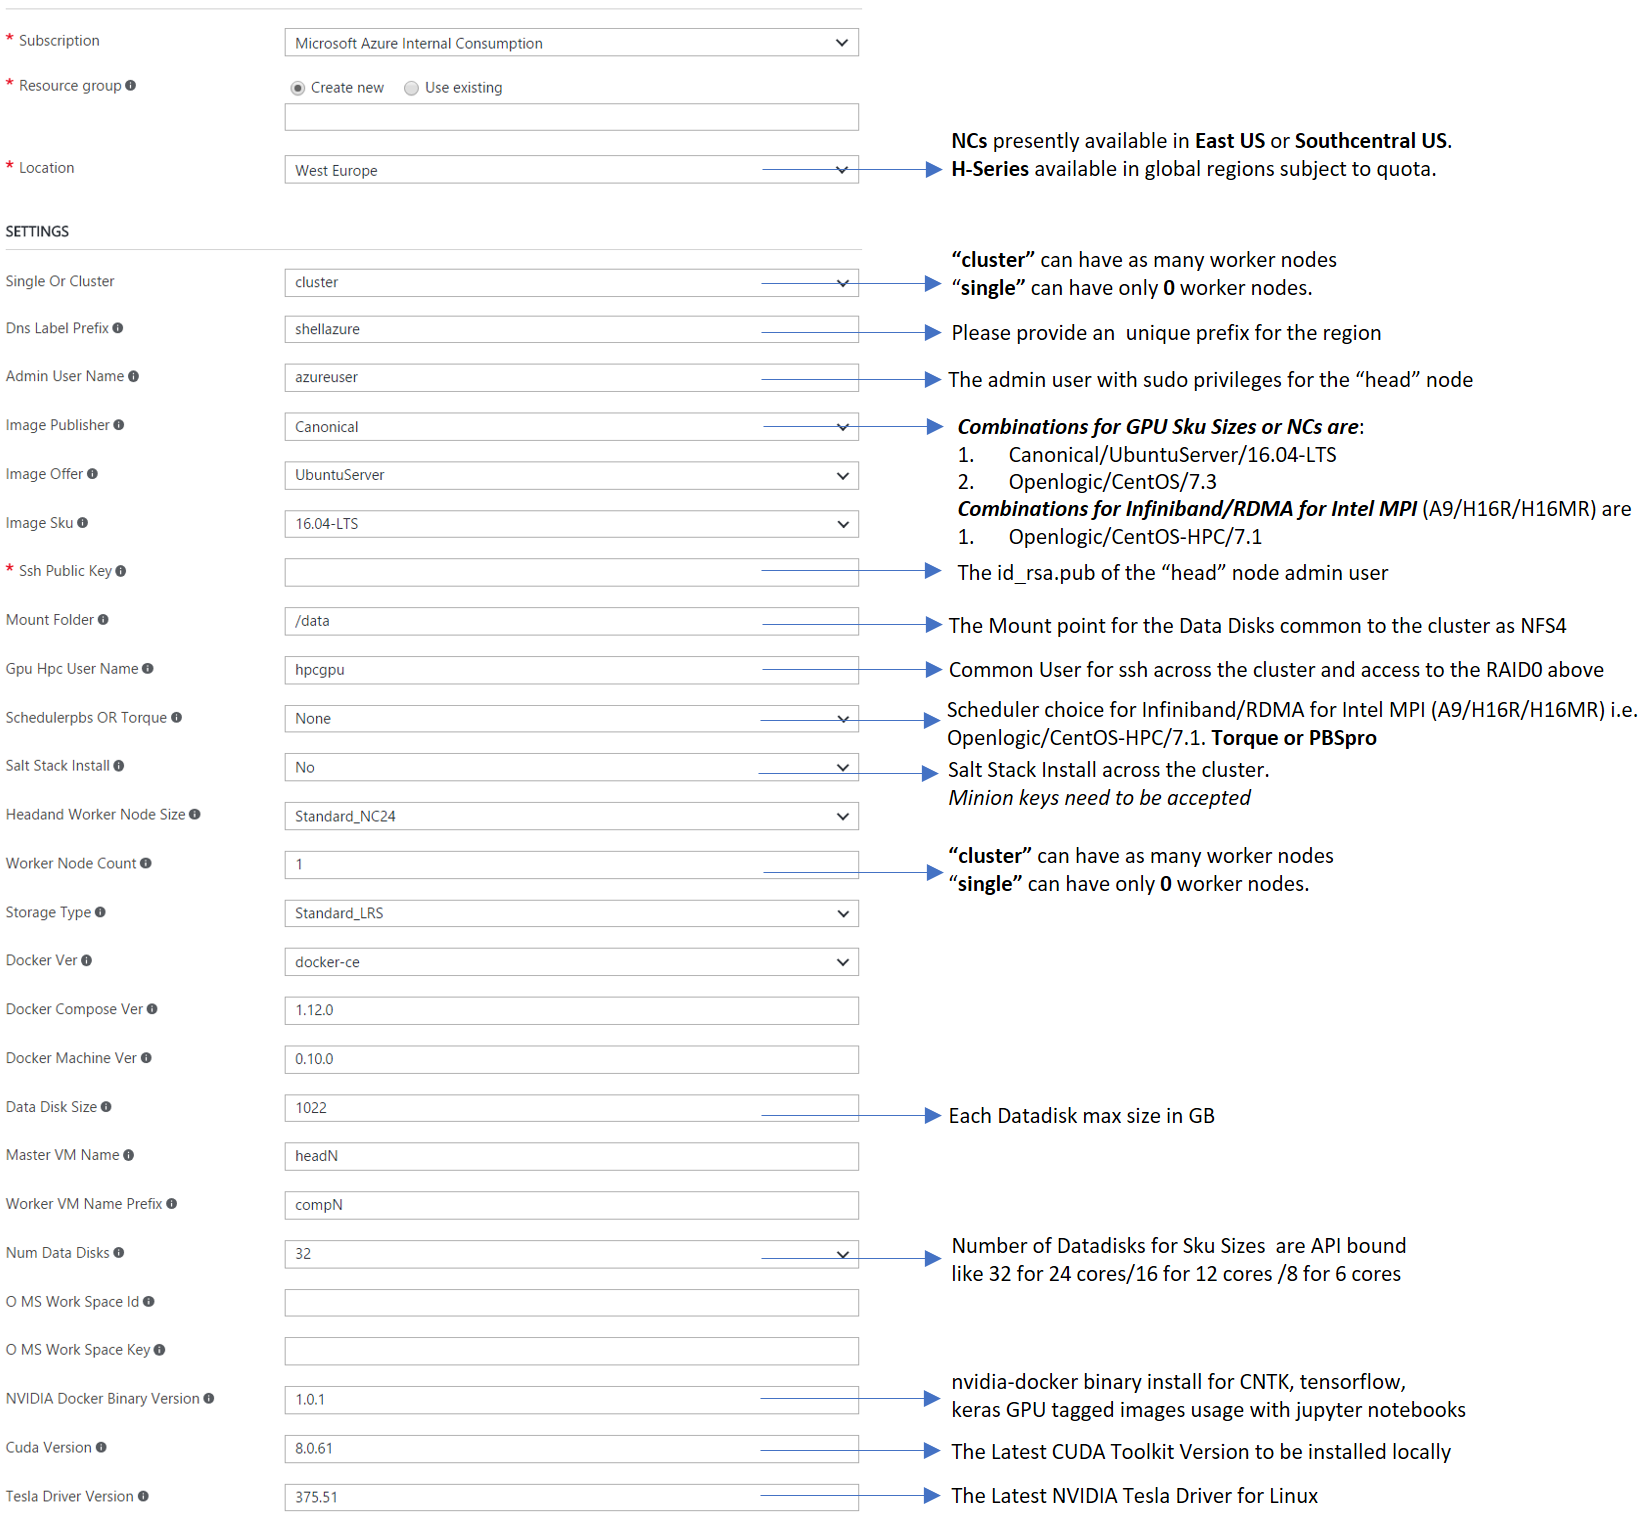 * Subscription
Microsoft Azure Internal Consumption
* Resource group
Create new Use existing
NCs presently available in East US or Southcentral US.
* Location
West Europe
H-Series available in global regions subject to quota.
SETTINGS
“cluster” can have as many worker nodes
Single Or Cluster
cluster
“single” can have only 0 worker nodes.
Dns Label Prefix
shellazure
Please provide an unique prefix for the region
Admin User Name
azureuser
The admin user with sudo privileges for the “head” node
Image Publisher
Canonical
Combinations for GPU Sku Sizes or NCs are:
1. Canonical/UbuntuServer/16.04-LTS
Image Offer
UbuntuServer
2. Openlogic/CentOS/7.3
Combinations for Infiniband/RDMA for Intel MPI (A9/H16R/H16MR) are
Image Sku
16.04-LTS
1. Openlogic/CentOS-HPC/7.1
* Ssh Public Key
The id_rsa.pub of the “head” node admin user
Mount Folder
/data
The Mount point for the Data Disks common to the cluster as NFS4
Gpu Hpc User Name
hpcgpu
Common User for ssh across the cluster and access to the RAID0 above
Schedulerpbs OR Torque
None
Scheduler choice for Infiniband/RDMA for Intel MPI (A9/H16R/H16MR) i.e.
Openlogic/CentOS-HPC/7.1. Torque or PBSpro
Salt Stack Install
No
Salt Stack Install across the cluster.
Minion keys need to be accepted
Headand Worker Node Size
Standard_NC24
Worker Node Count
1
“cluster” can have as many worker nodes
“single” can have only 0 worker nodes.
Storage Type
Standard_LRS
Docker Ver
docker-ce
Docker Compose Ver
1.12.0
Docker Machine Ver
0.10.0
Data Disk Size
1022
Each Datadisk max size in GB
Master VM Name
headN
Worker VM Name Prefix
compN
Num Data Disks
32
Number of Datadisks for Sku Sizes are API bound
like 32 for 24 cores/16 for 12 cores /8 for 6 cores
O MS Work Space Id
O MS Work Space Key
NVIDIA Docker Binary Version
1.0.1
nvidia-docker binary install for CNTK, tensorflow,
keras GPU tagged images usage with jupyter notebooks
Cuda Version
8.0.61
The Latest CUDA Toolkit Version to be installed locally
Tesla Driver Version
375.51
The Latest NVIDIA Tesla Driver for Linux